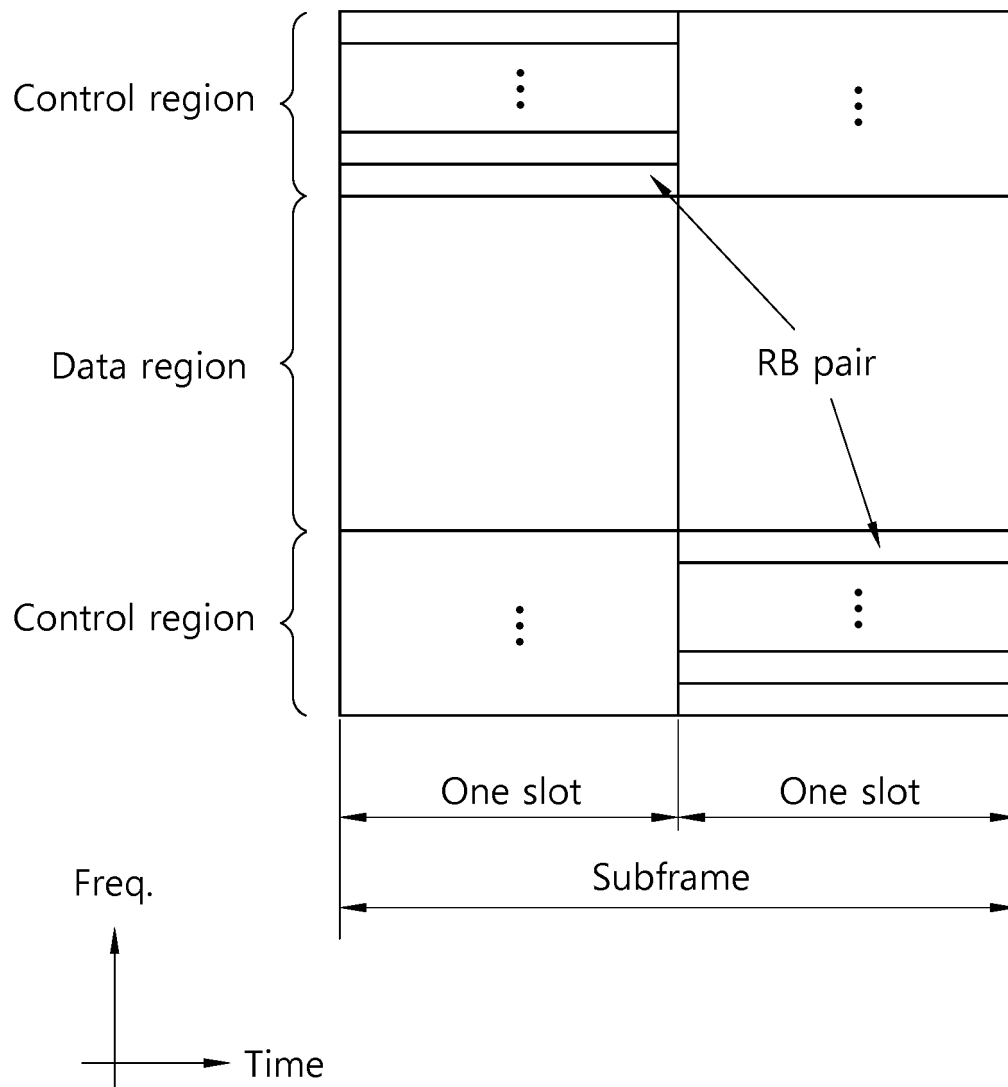 Control region
Data region
RB pair
Control region
One slot
One slot
Subframe
Freq.
Time